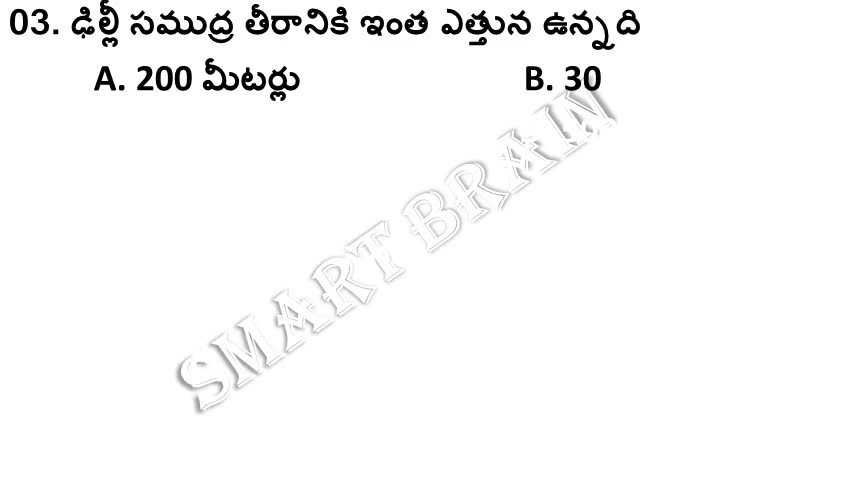 03. ఢిల్లీ సముద్ర తీరానికి ఇంత ఎత్తున ఉన్నది
A. 200 మీటర్లు B. 30
SMART BRAIN